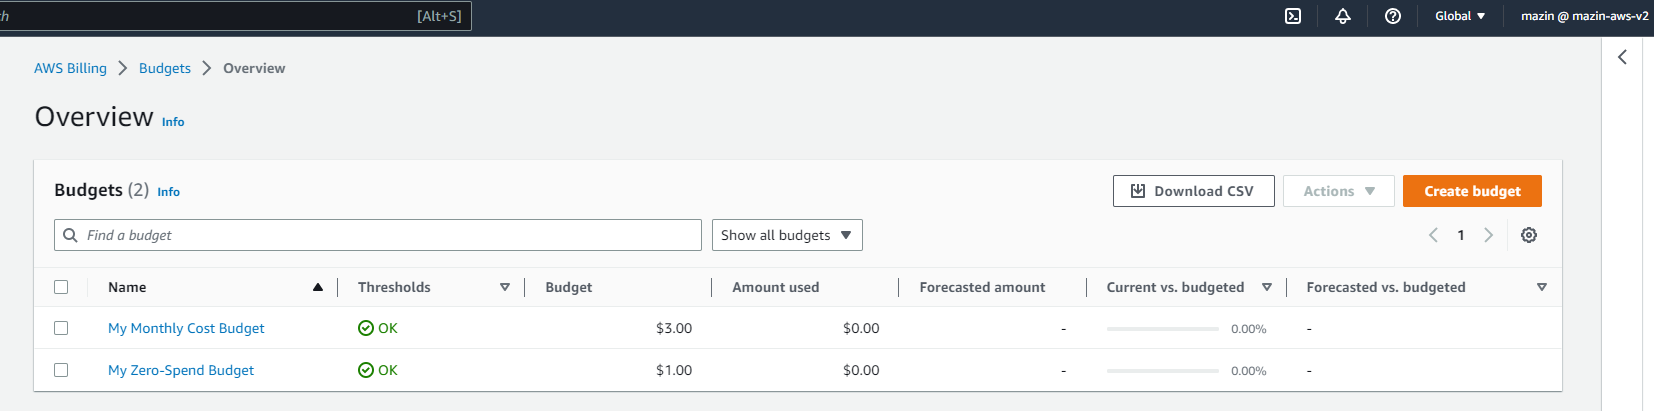 [Alt+S] Global mazin @ mazin-aws-v2
AWS Billing Budgets Overview
Overview Info
Budgets (2) Info Download CSV Actions Create budget
Find a budget Show all budgets 1
Name Thresholds Budget Amount used Forecasted amount Current vs. budgeted Forecasted vs. budgeted
My Monthly Cost Budget OK $3.00 $0.00 - 0.00% -
My Zero-Spend Budget OK $1.00 $0.00 - 0.00% -